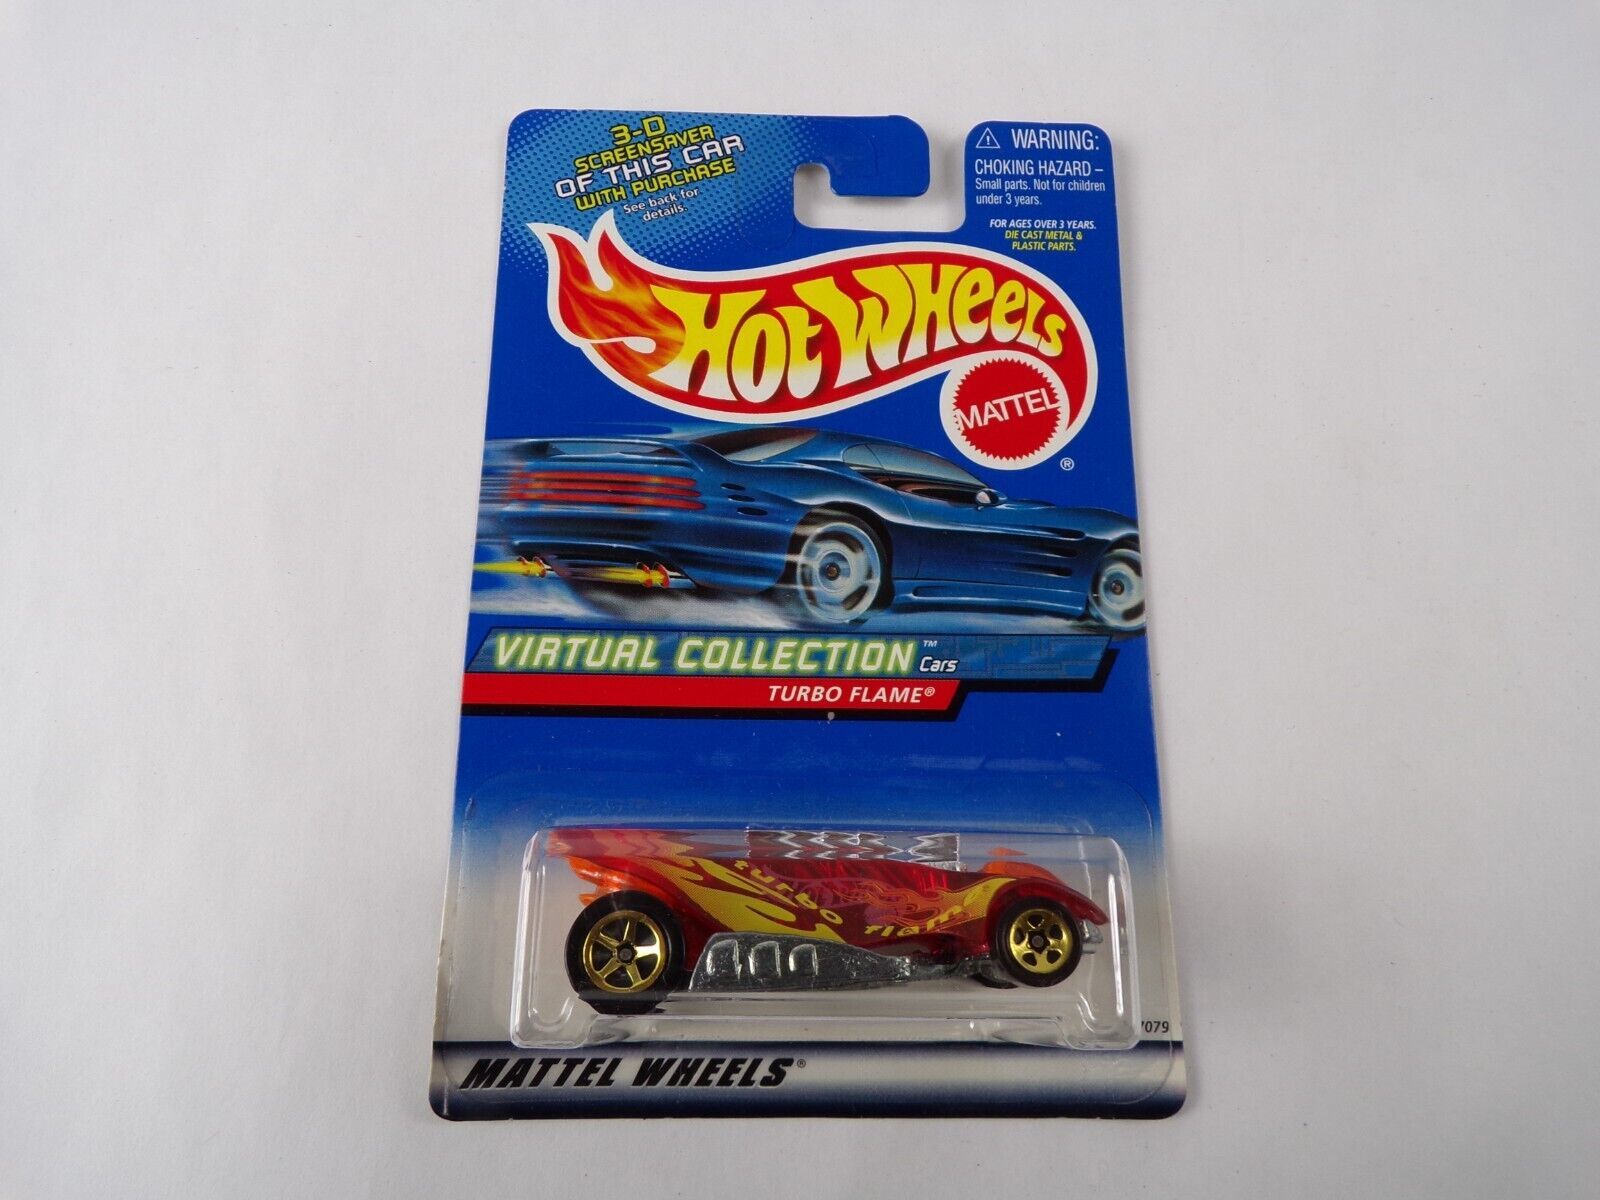 3-D
SCREENSAVER
OF THIS CAR
WITH PURCHASE
See back for
details.
WARNING:
CHOKING HAZARD –
Small parts. Not for children
under 3 years.
FOR AGES OVER 3 YEARS.
DIE CAST METAL &
PLASTIC PARTS.
HOT WHEELS
MATTEL
®
VIRTUAL COLLECTION™ Cars
TURBO FLAME®
turbo flame
7079
MATTEL WHEELS®